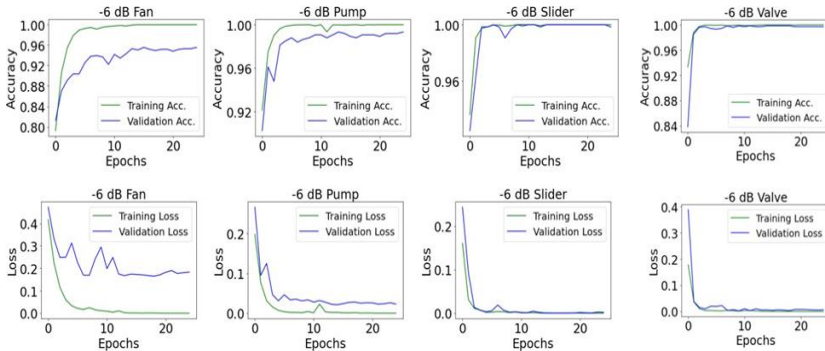 -6 dB Fan
Accuracy
1.00
0.96
0.92
0.88
0.84
0.80
Training Acc.
Validation Acc.
0 10 20
Epochs
-6 dB Pump
Accuracy
1.00
0.96
0.92
Training Acc.
Validation Acc.
0 10 20
Epochs
-6 dB Slider
Accuracy
1.00
0.96
Training Acc.
Validation Acc.
0 10 20
Epochs
-6 dB Valve
Accuracy
1.00
0.96
0.92
0.88
0.84
Training Acc.
Validation Acc.
0 10 20
Epochs
-6 dB Fan
Loss
0.4
0.3
0.2
0.1
0.0
Training Loss
Validation Loss
0 10 20
Epochs
-6 dB Pump
Loss
0.2
0.1
0.0
Training Loss
Validation Loss
0 10 20
Epochs
-6 dB Slider
Loss
0.2
0.1
0.0
Training Loss
Validation Loss
0 10 20
Epochs
-6 dB Valve
Loss
0.4
0.3
0.2
0.1
0.0
Training Loss
Validation Loss
0 10 20
Epochs